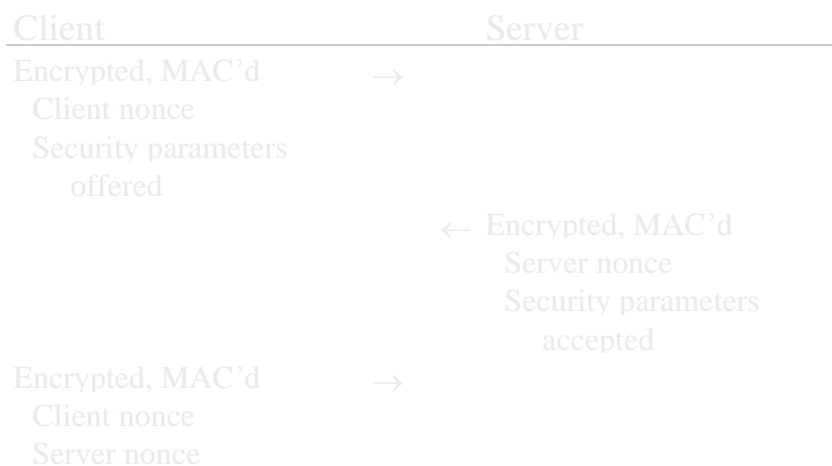 Client Server
Encrypted, MAC’d →
Client nonce
Security parameters
offered
← Encrypted, MAC’d
Server nonce
Security parameters
accepted
Encrypted, MAC’d →
Client nonce
Server nonce